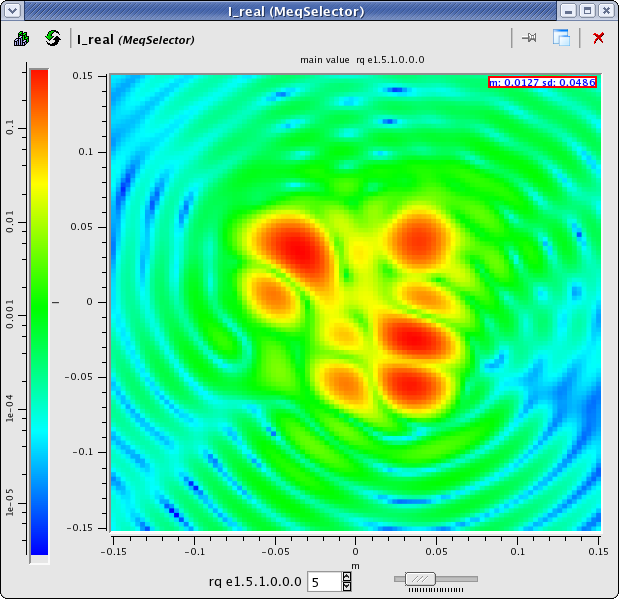 I_real (MeqSelector)
I_real (MeqSelector)
main value rq e1.5.1.0.0.0
m: 0.0127 sd: 0.0486
0.1
0.01
0.001
1e-04
1e-05
0.15
0.1
0.05
0
-0.05
-0.1
-0.15
-0.15
-0.1
-0.05
0
0.05
0.1
0.15
m
rq e1.5.1.0.0.0
5